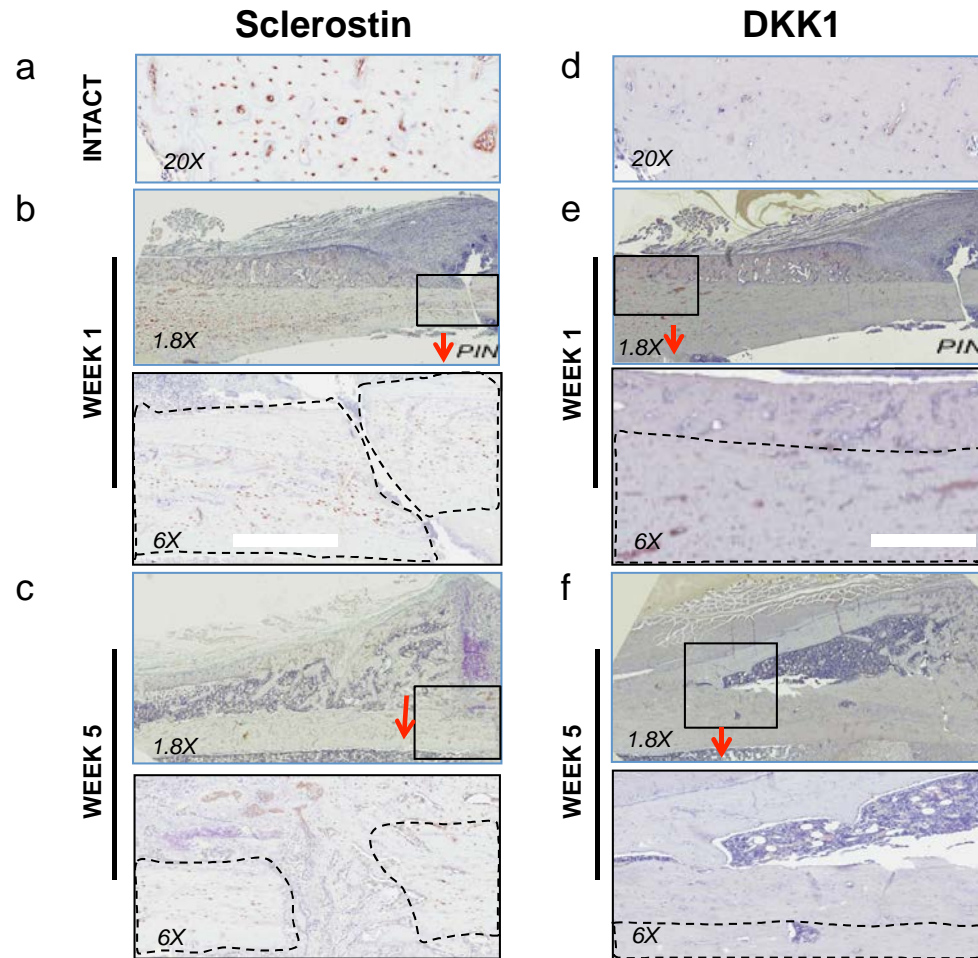 Sclerostin
DKK1
a
INTACT
20X
d
20X
b
WEEK 1
1.8X
PIN
6X
e
WEEK 1
1.8X
PIN
6X
c
WEEK 5
1.8X
6X
f
WEEK 5
1.8X
6X